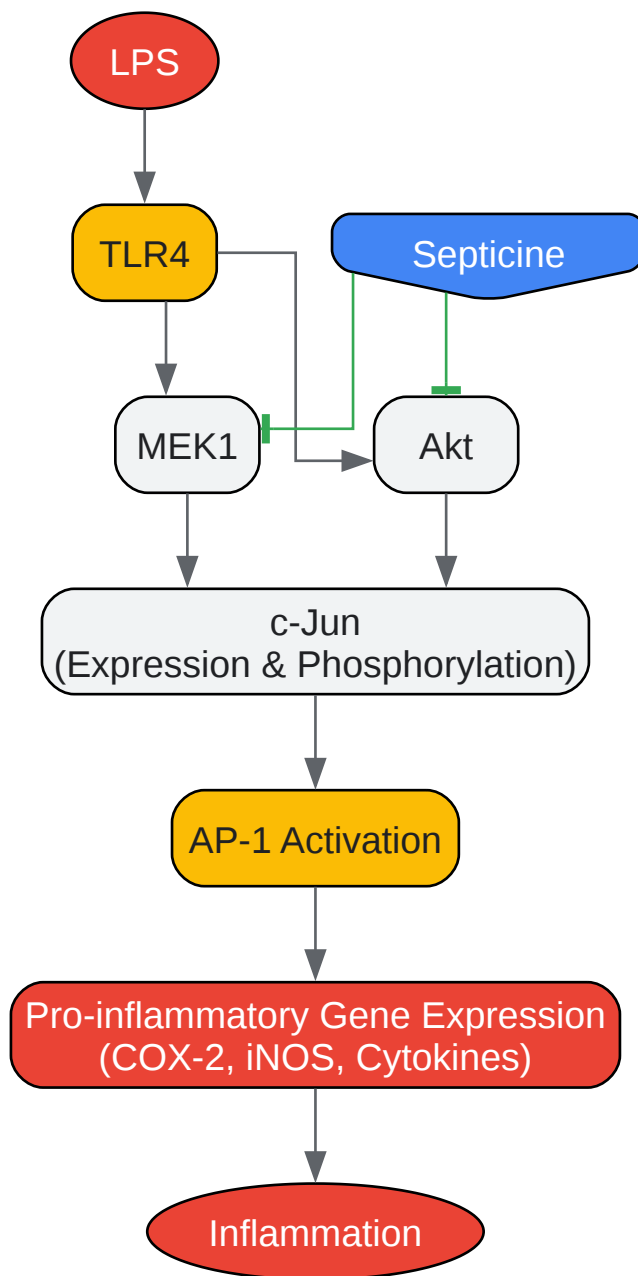 LPS
TLR4
Septicine
MEK1
Akt
c-Jun
(Expression & Phosphorylation)
AP-1 Activation
Pro-inflammatory Gene Expression
(COX-2, iNOS, Cytokines)
Inflammation